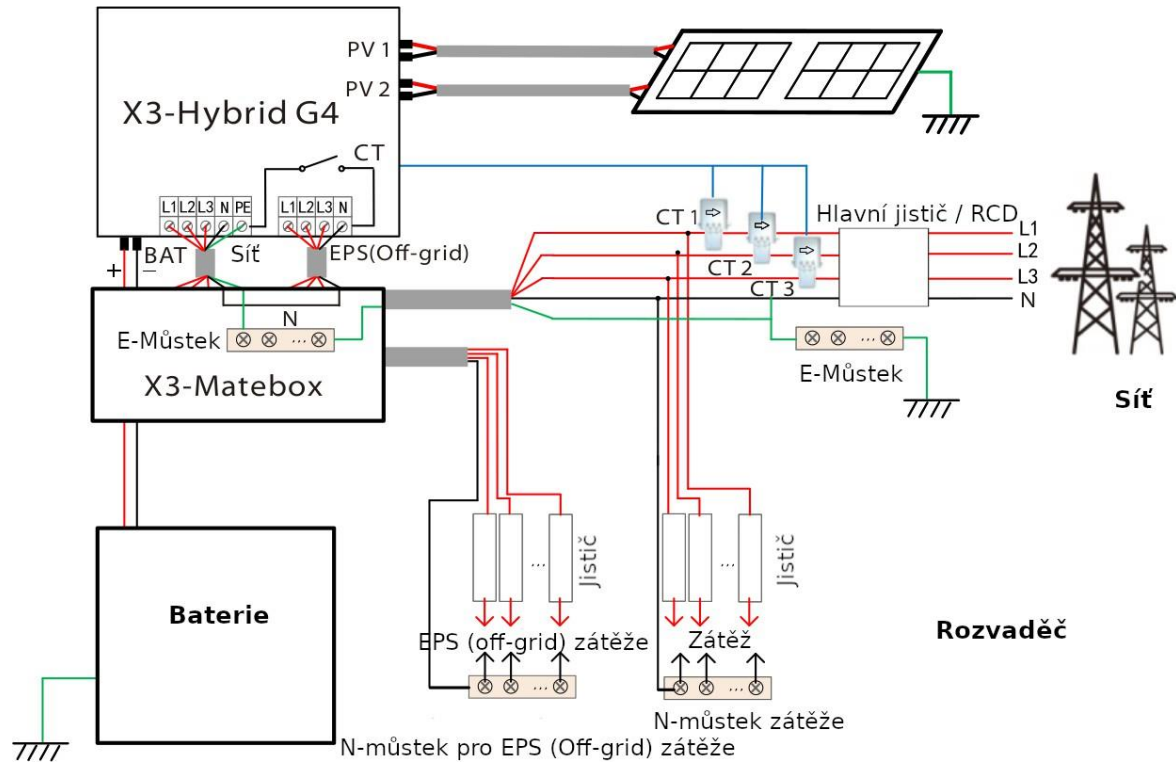 PV 1
PV 2
X3-Hybrid G4
CT
L1 L2 L3 N PE
L1 L2 L3 N
+ BAT –
Síť
EPS(Off-grid)
CT 1
CT 2
CT 3
Hlavní jistič / RCD
L1
L2
L3
N
N
E-Můstek
X3-Matebox
E-Můstek
Síť
Jistič
Jistič
...
...
Baterie
EPS (off-grid) zátěže
Zátěž
Rozvaděč
...
...
N-můstek zátěže
N-můstek pro EPS (Off-grid) zátěže